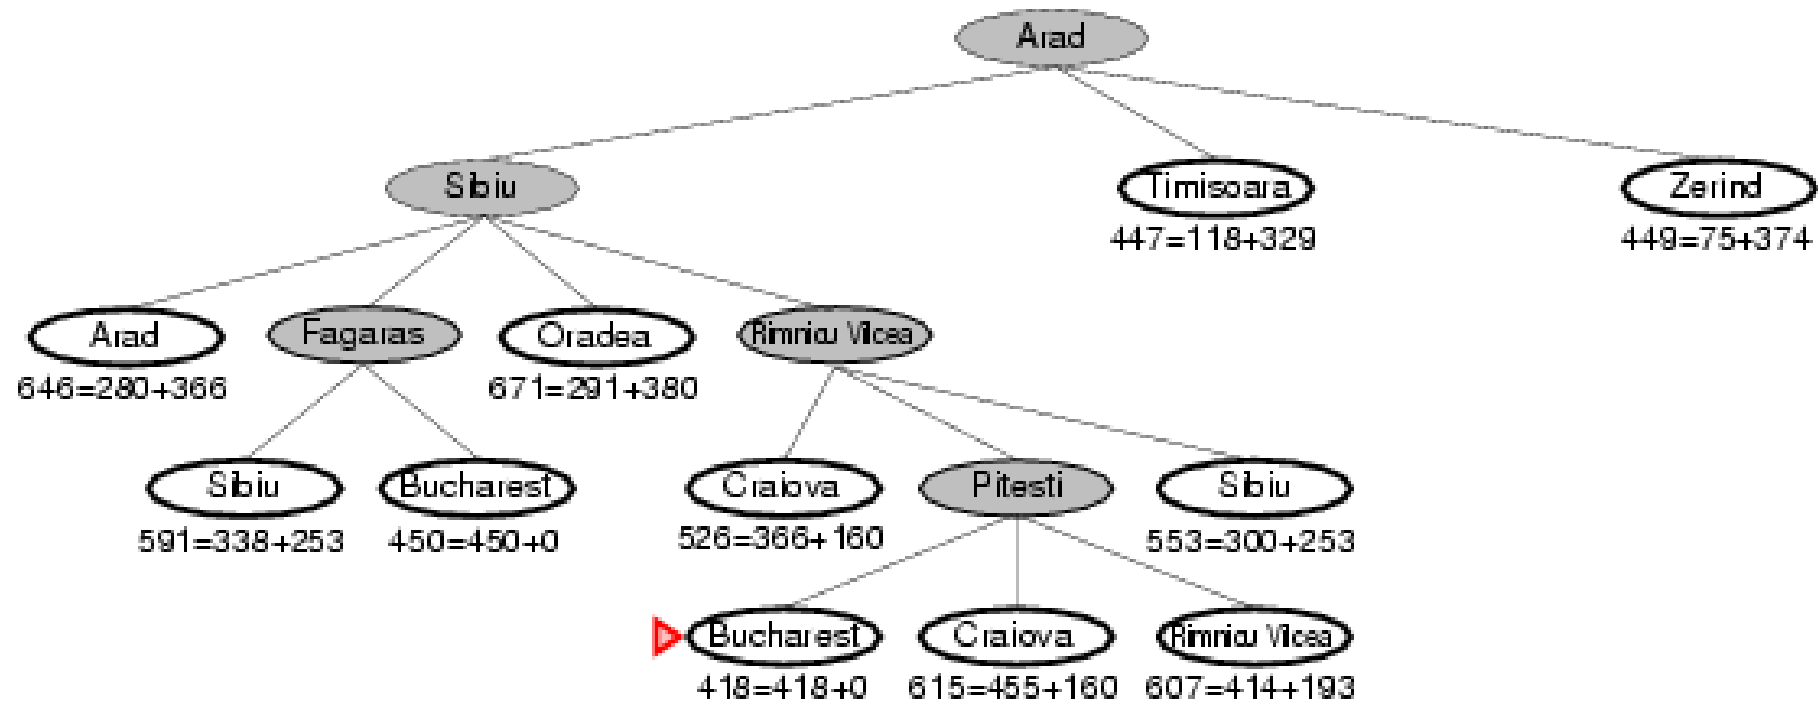 Arad
Sibiu
Timisoara
Zerind
447=118+329
449=75+374
Arad
Fagaras
Oradea
Rimnicu Vilcea
646=280+366
671=291+380
Sibiu
Bucharest
Craiova
Pitesti
Sibiu
591=338+253
450=450+0
526=366+160
553=300+253
Bucharest
Craiova
Rimnicu Vilcea
418=418+0
615=455+160
607=414+193